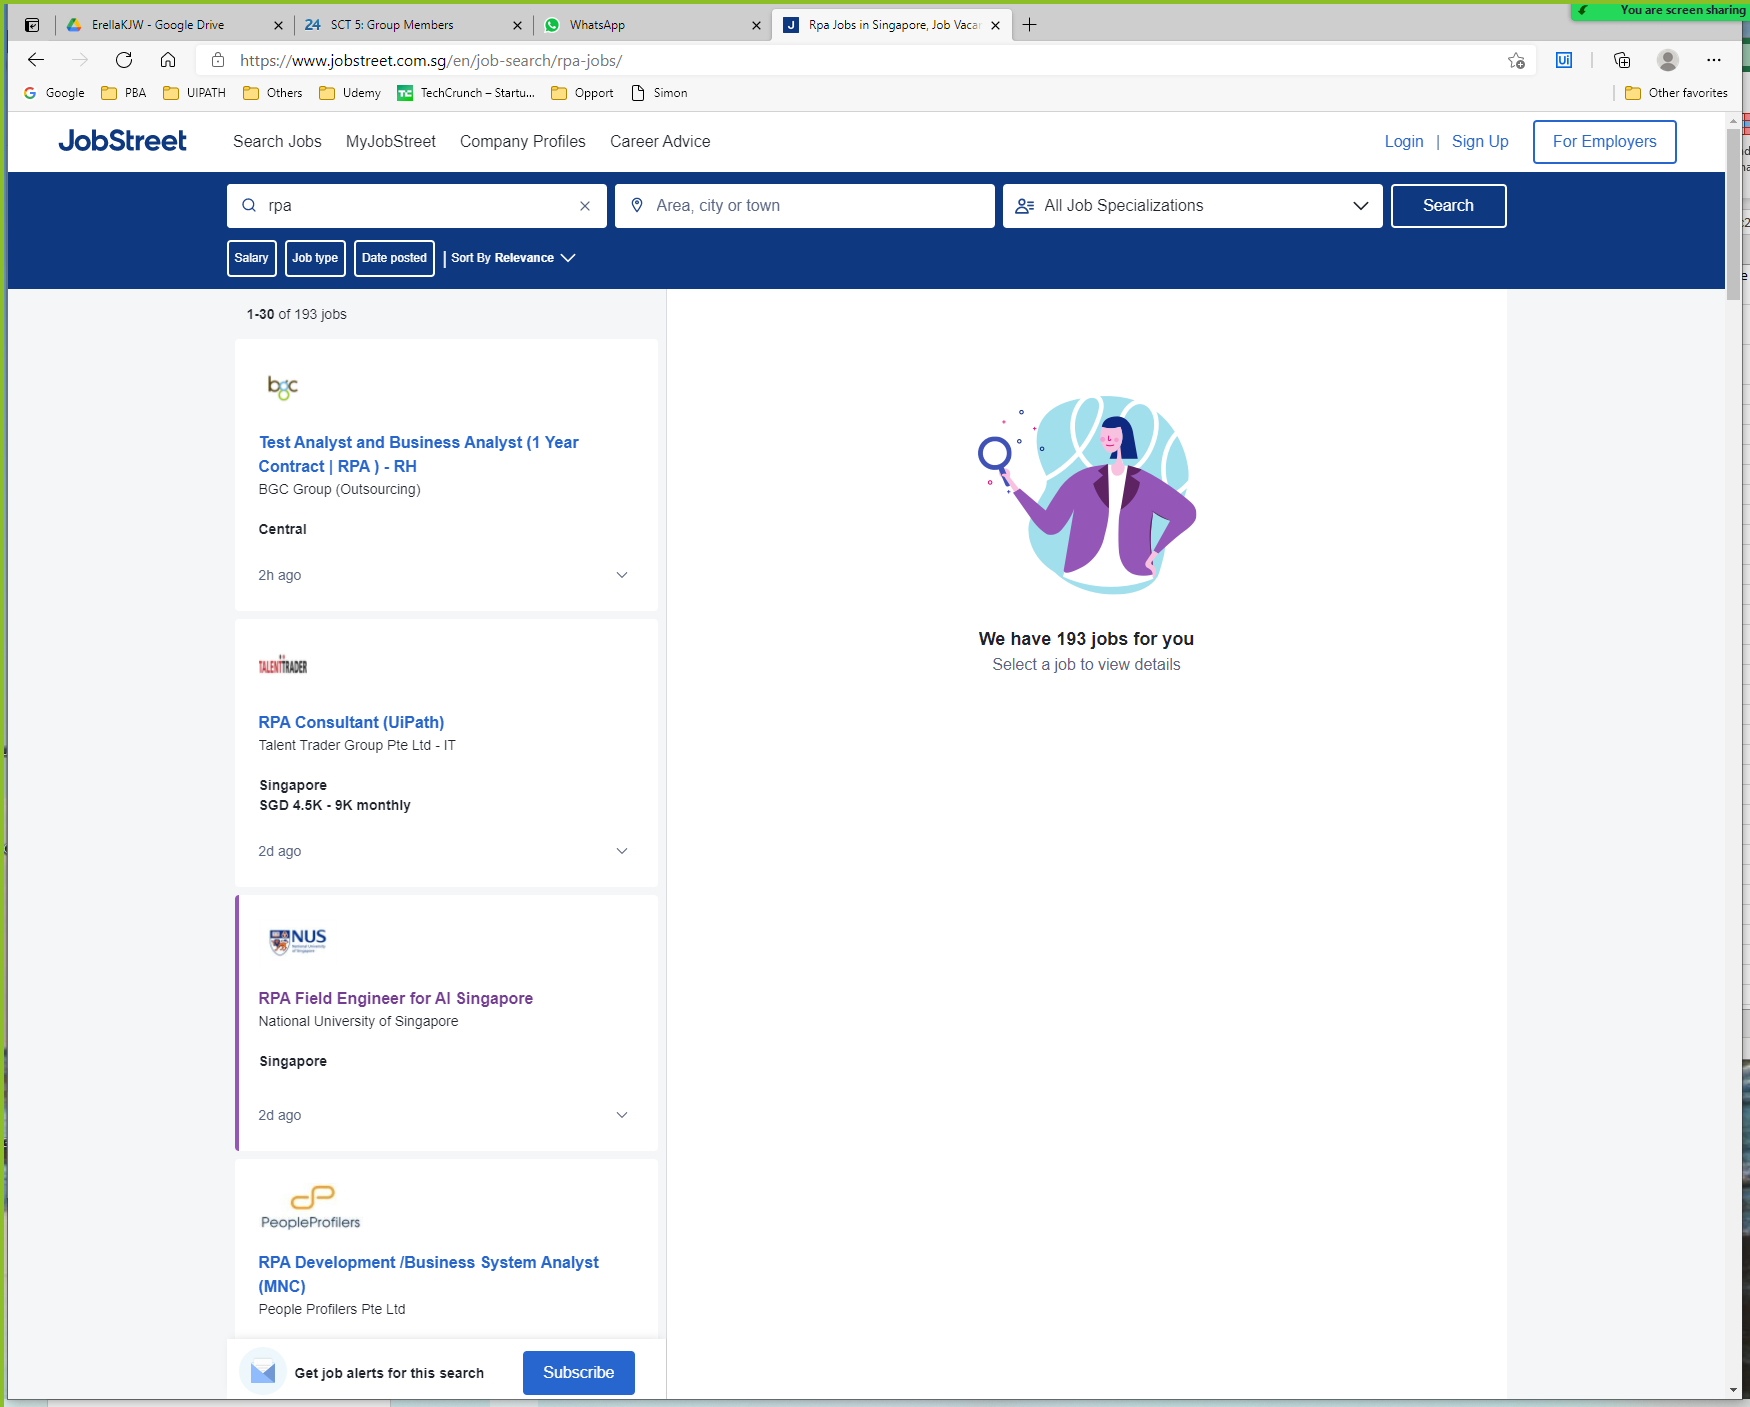 You are screen sharing
ErellaKJW - Google Drive
24 SCT 5: Group Members
WhatsApp
J Rpa Jobs in Singapore, Job Vacan
https://www.jobstreet.com.sg/en/job-search/rpa-jobs/
Ui
G Google
PBA
UIPATH
Others
Udemy
TC TechCrunch – Startu...
Opport
Simon
Other favorites
JobStreet
Search Jobs
MyJobStreet
Company Profiles
Career Advice
Login | Sign Up
For Employers
rpa
Area, city or town
All Job Specializations
Search
Salary
Job type
Date posted
| Sort By Relevance
1-30 of 193 jobs
bgc
Test Analyst and Business Analyst (1 Year
Contract | RPA ) - RH
BGC Group (Outsourcing)
Central
2h ago
TALENTTRADER
RPA Consultant (UiPath)
Talent Trader Group Pte Ltd - IT
Singapore
SGD 4.5K - 9K monthly
2d ago
NUS
National University
of Singapore
RPA Field Engineer for AI Singapore
National University of Singapore
Singapore
2d ago
PeopleProfilers
RPA Development /Business System Analyst
(MNC)
People Profilers Pte Ltd
Get job alerts for this search
Subscribe
We have 193 jobs for you
Select a job to view details